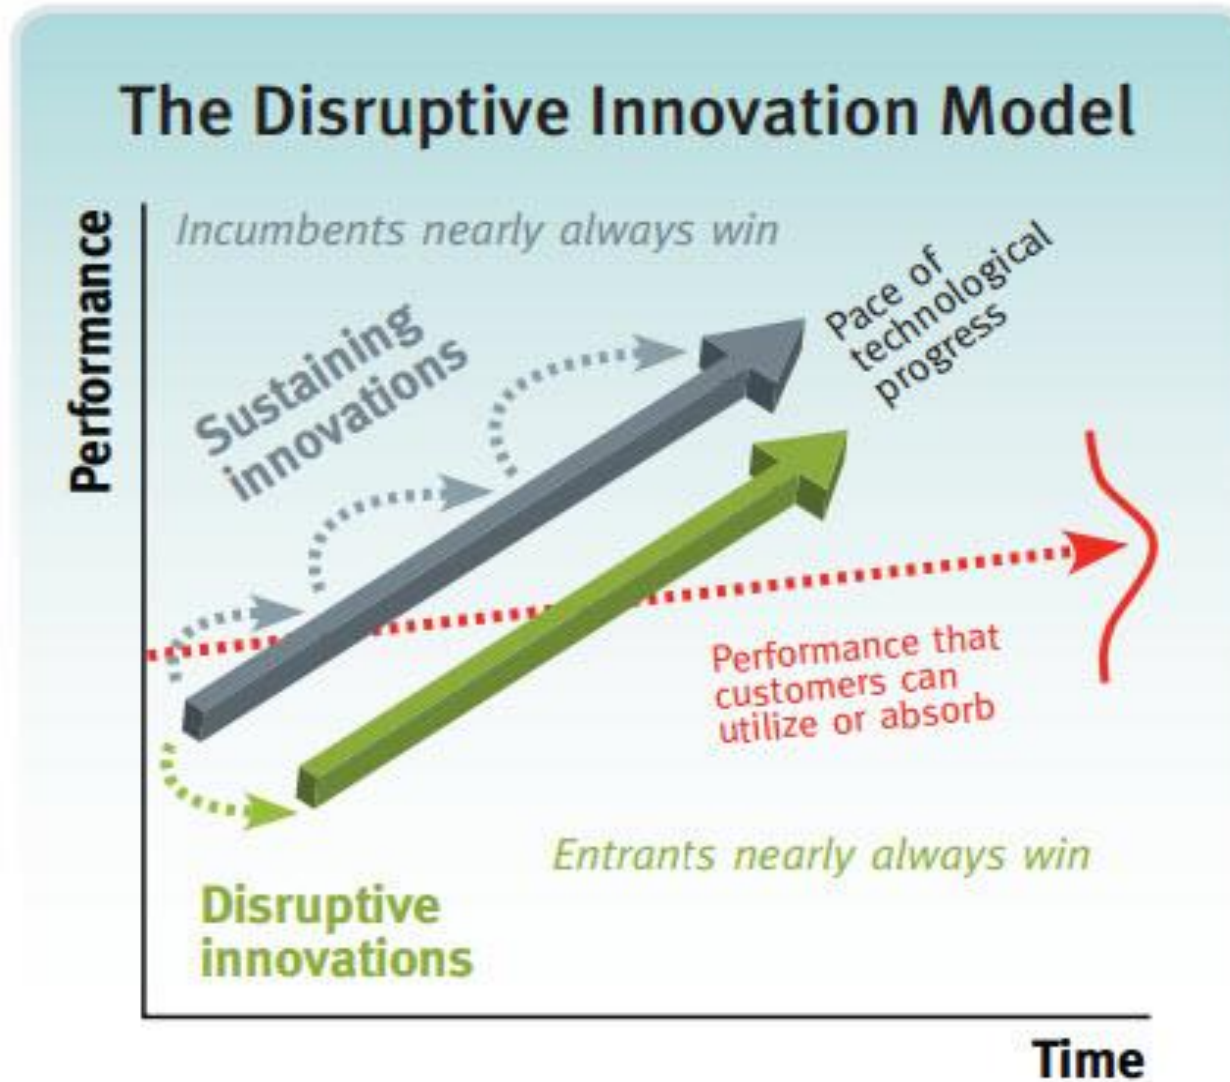 The Disruptive Innovation Model
Performance
Incumbents nearly always win
Sustaining
innovations
Pace of
technological
progress
Performance that
customers can
utilize or absorb
Entrants nearly always win
Disruptive
innovations
Time